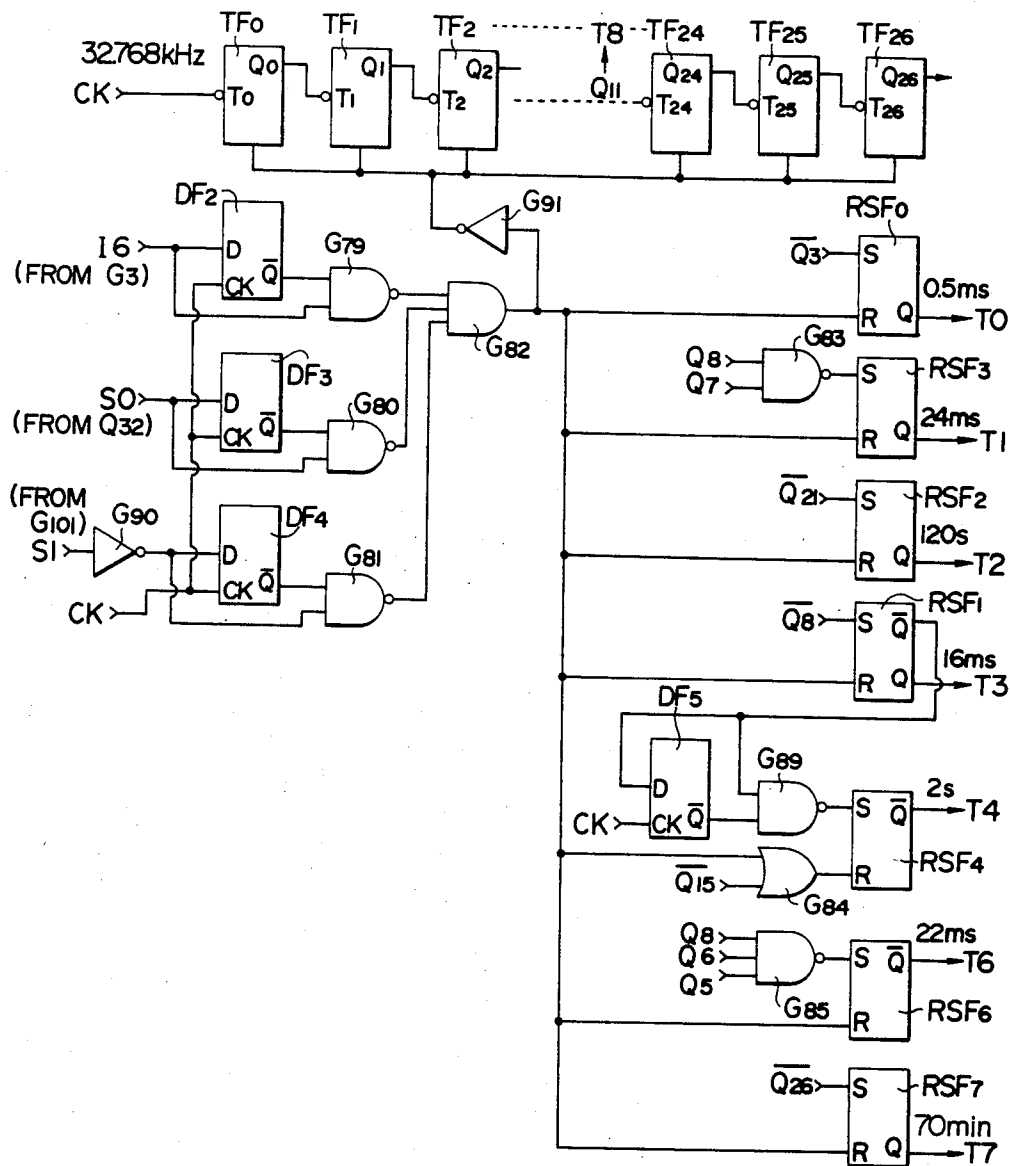 TF0 TF1 TF2 T8 TF24 TF25 TF26
32.768kHz
Q0 Q1 Q2 Q11 Q24 Q25 Q26
CK T0 T1 T2 T24 T25 T26
DF2 G91 RSF0
I6 D G79 Q3 S
(FROM G3) CK Q 0.5ms
G82 R Q T0
G83
DF3 Q8 S RSF3
S0 D G80 Q7
(FROM Q32) CK Q 24ms
R Q T1
(FROM Q21 S RSF2
G101) G90 DF4
S1 D G81 120s
CK Q R Q T2
CK RSF1
Q8 S Q
16ms
R Q T3
DF5
G89
D 2s
CK CK Q S Q T4
RSF4
Q15 R
G84
Q8 22ms
Q6 S Q T6
Q5
G85 RSF6
R
Q26 S RSF7
70min
R Q T7